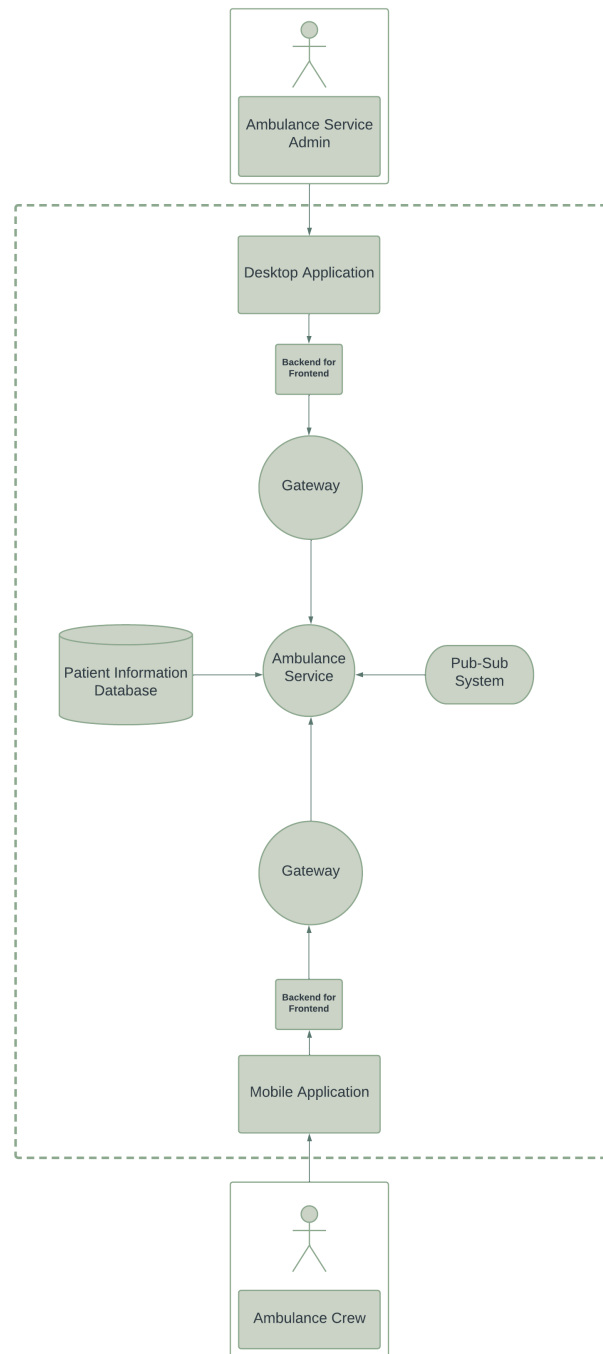 Ambulance Service
Admin
Desktop Application
Backend for
Frontend
Gateway
Patient Information
Database
Ambulance
Service
Pub-Sub
System
Gateway
Backend for
Frontend
Mobile Application
Ambulance Crew